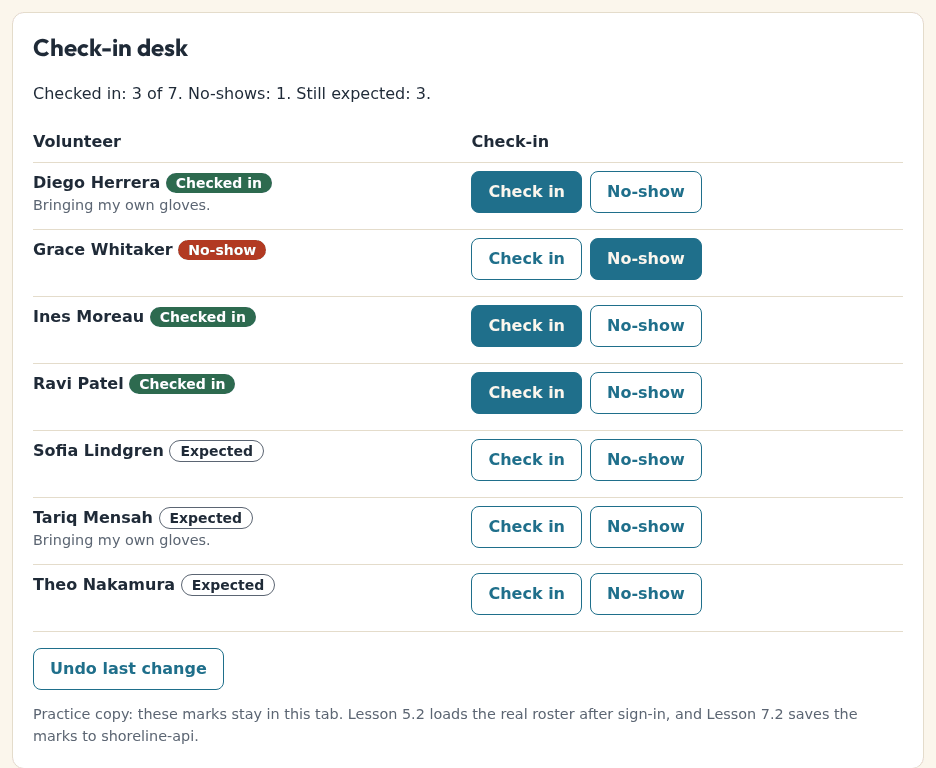 Check-in desk
Checked in: 3 of 7. No-shows: 1. Still expected: 3.
Volunteer Check-in
Diego Herrera Checked in Check in No-show
Bringing my own gloves.
Grace Whitaker No-show Check in No-show
Ines Moreau Checked in Check in No-show
Ravi Patel Checked in Check in No-show
Sofia Lindgren Expected Check in No-show
Tariq Mensah Expected Check in No-show
Bringing my own gloves.
Theo Nakamura Expected Check in No-show
Undo last change
Practice copy: these marks stay in this tab. Lesson 5.2 loads the real roster after sign-in, and Lesson 7.2 saves the
marks to shoreline-api.